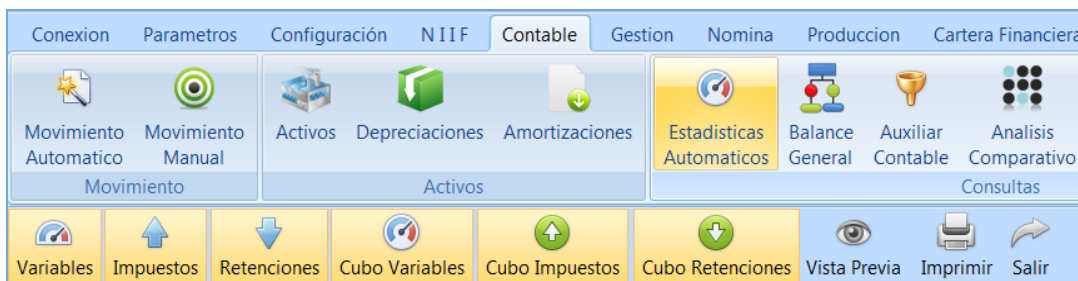 Conexion Parametros Configuración N I I F Contable Gestion Nomina Produccion Cartera Financiera
Movimiento Automatico Movimiento Manual Activos Depreciaciones Amortizaciones Estadisticas Automaticos Balance General Auxiliar Contable Analisis Comparativo
Movimiento Activos Consultas
Variables Impuestos Retenciones Cubo Variables Cubo Impuestos Cubo Retenciones Vista Previa Imprimir Salir